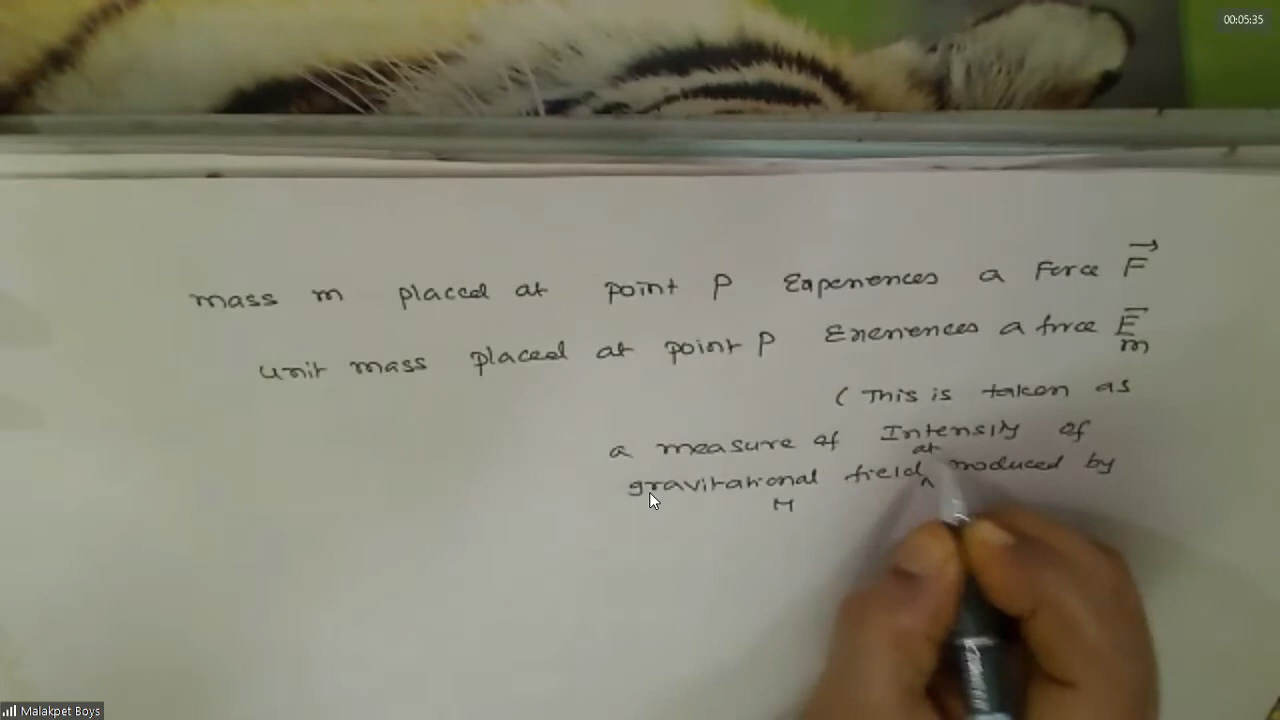 00:05:35
mass m placed at point P Experiences a Force F
unit mass placed at point P Exeriences a force F/m
( This is taken as
a measure of Intensity of
at
gravitational field produced by
M
Malakpet Boys